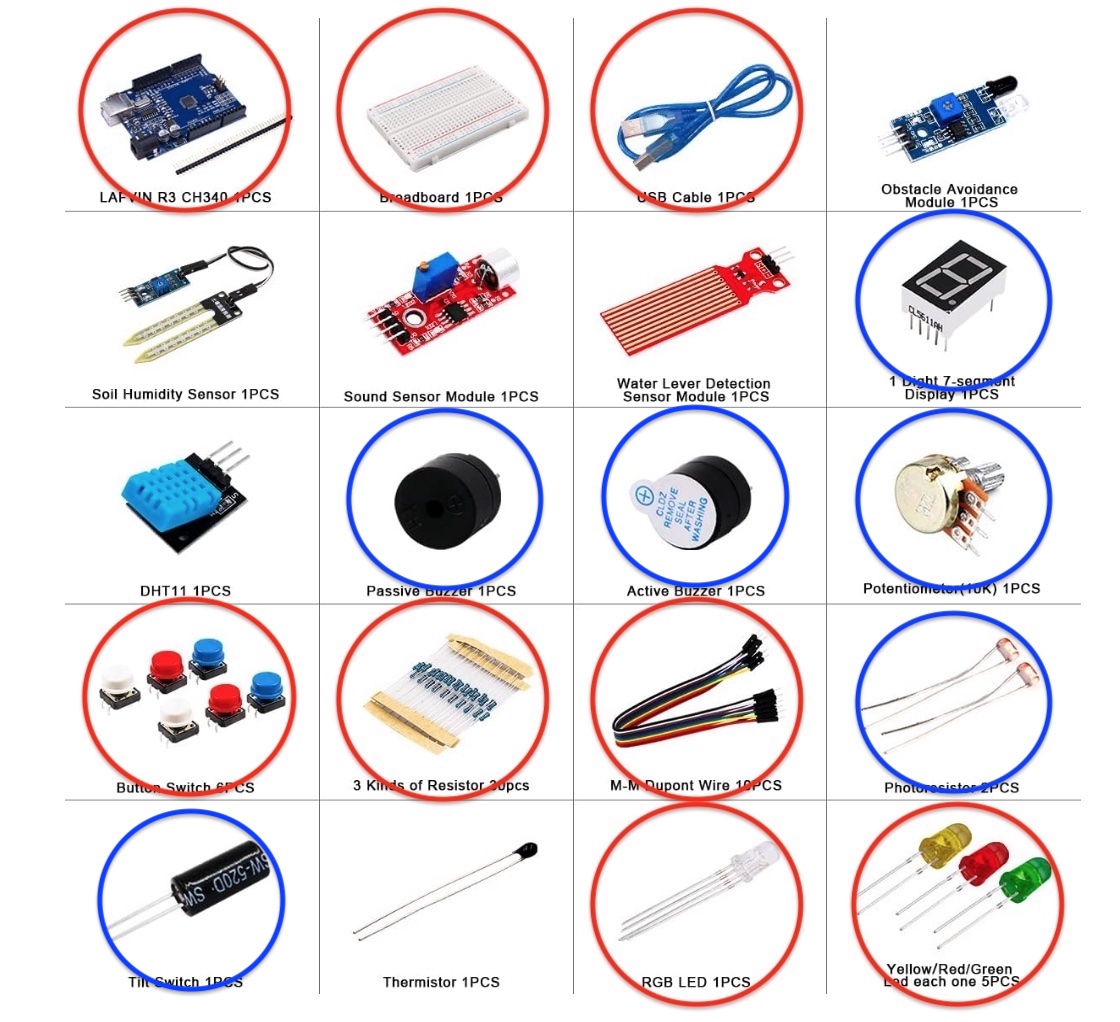 LAFVIN R3 CH340 1PCS
Breadboard 1PCS
USB Cable 1PCS
Obstacle Avoidance
Module 1PCS
Soil Humidity Sensor 1PCS
Sound Sensor Module 1PCS
Water Lever Detection
Sensor Module 1PCS
CL5611AH
1 Dight 7-segment
Display 1PCS
DHT11 1PCS
Passive Buzzer 1PCS
CLDZ
REMOVE
SEAL
AFTER
WASHING
Active Buzzer 1PCS
Potentiometer(10K) 1PCS
Button Switch 6PCS
3 Kinds of Resistor 30pcs
M-M Dupont Wire 10PCS
Photoresistor 2PCS
SW-520D SW
Tilt Switch 1PCS
Thermistor 1PCS
RGB LED 1PCS
Yellow/Red/Green
Led each one 5PCS